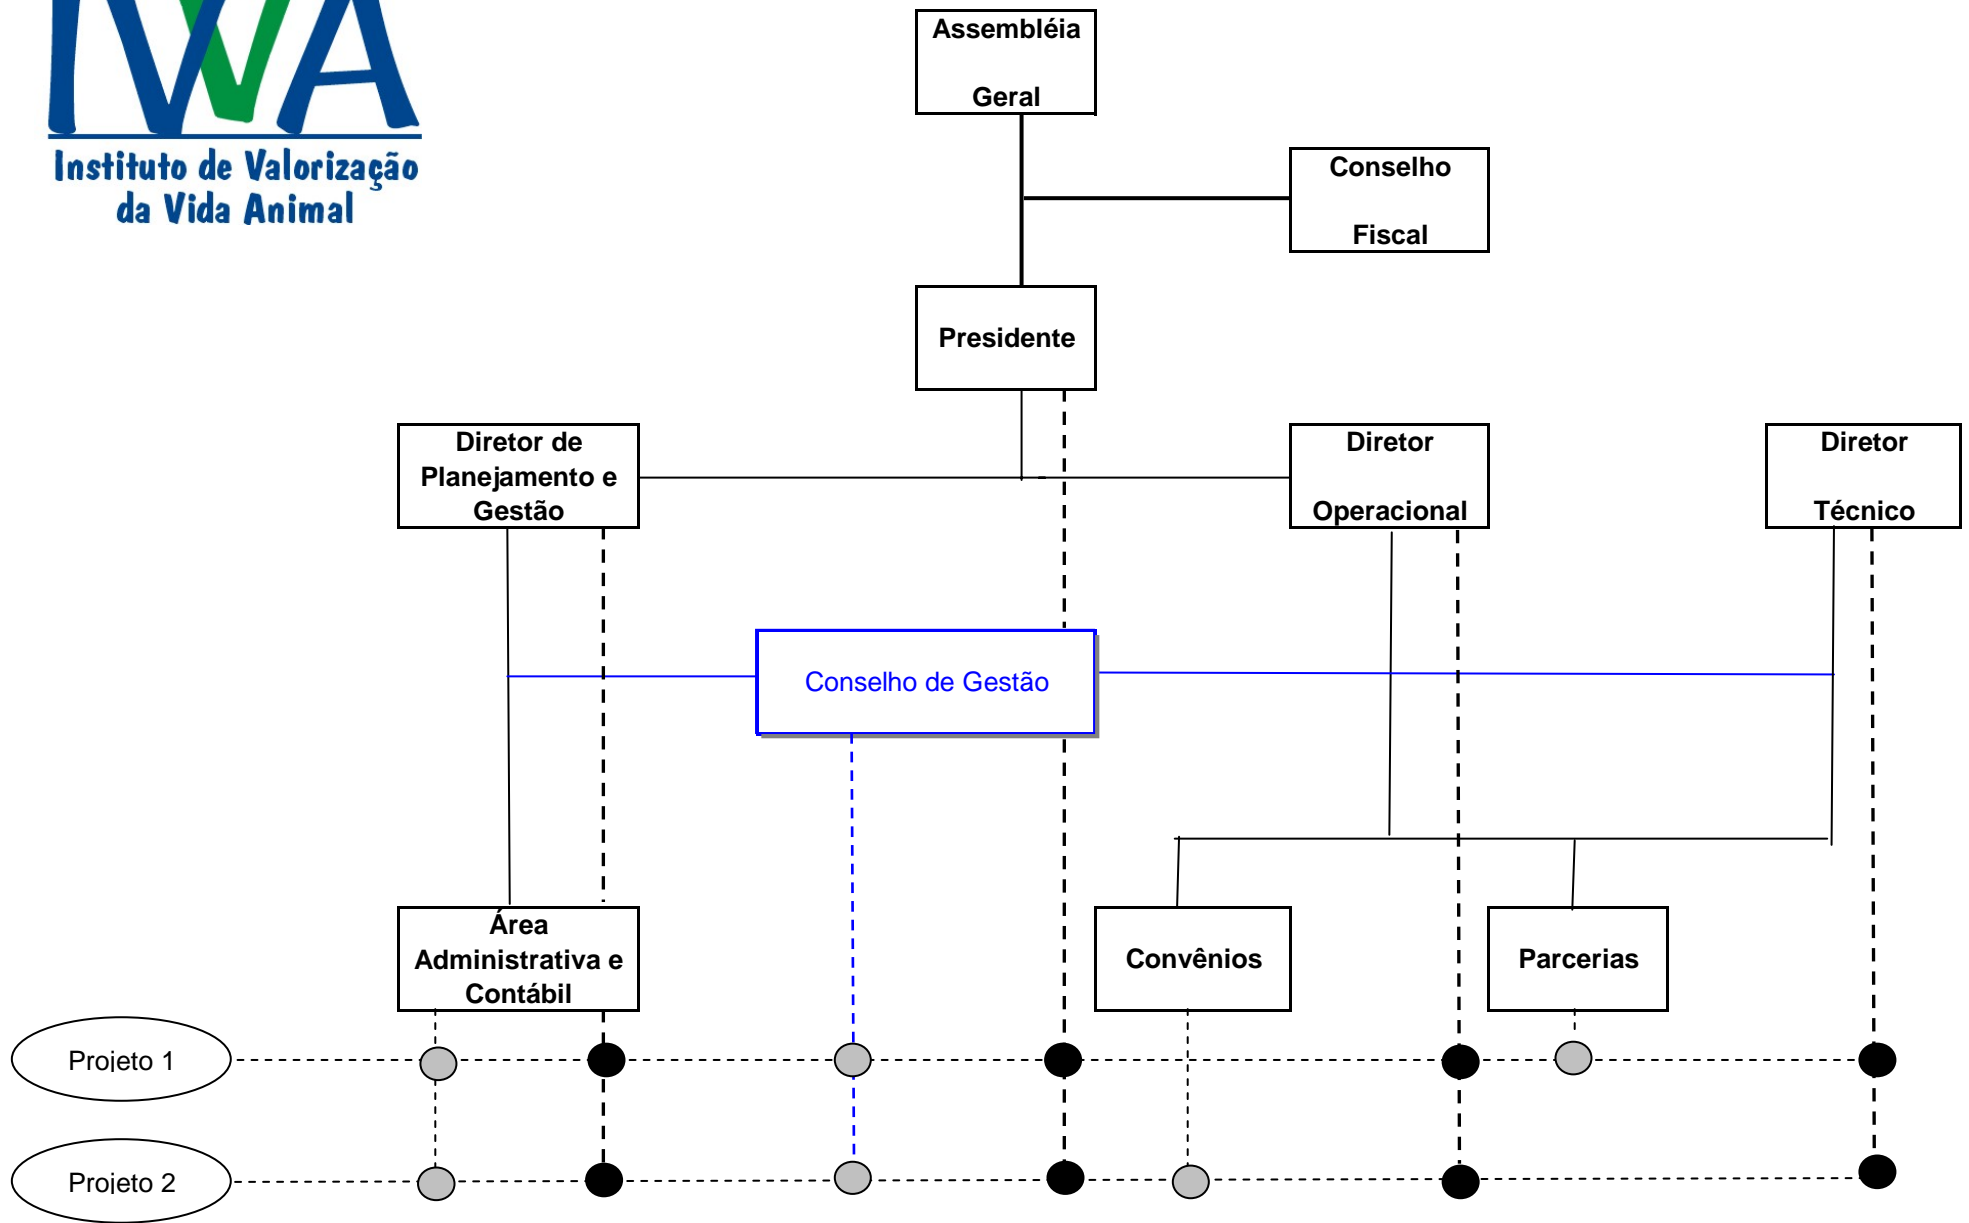 IVVA
Instituto de Valorização
da Vida Animal
Assembléia
Geral
Conselho
Fiscal
Presidente
Diretor de
Planejamento e
Gestão
Diretor
Operacional
Diretor
Técnico
Conselho de Gestão
Área
Administrativa e
Contábil
Convênios
Parcerias
Projeto 1
Projeto 2